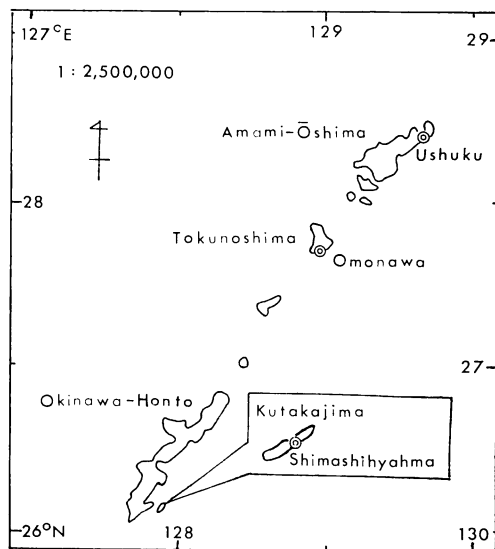 127°E
129
29
1 : 2,500,000
Amami-Ōshima
Ushuku
28
Tokunoshima
Omonawa
27
Okinawa-Honto
Kutakajima
Shimashihyahma
26°N
128
130